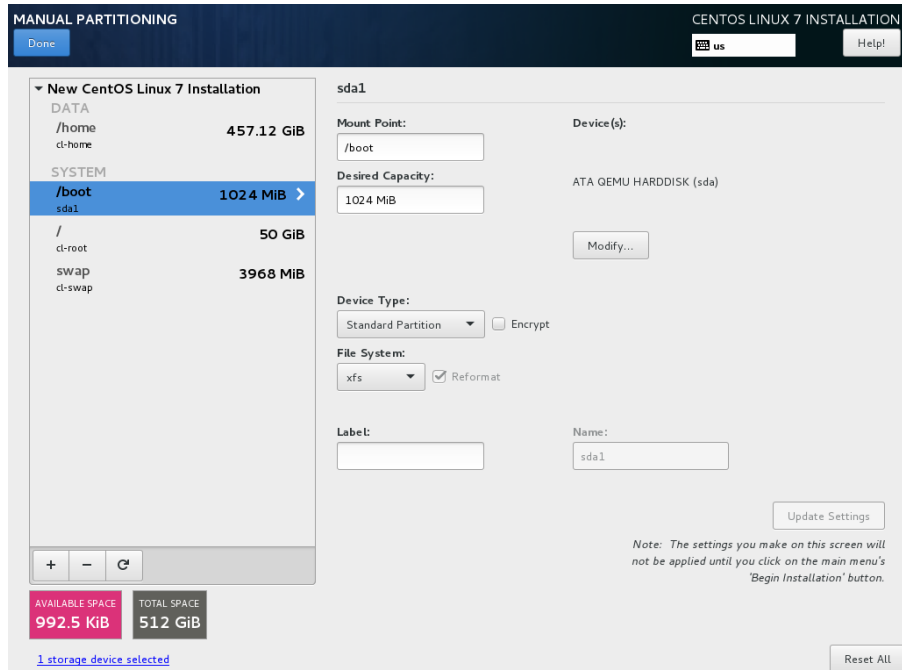 MANUAL PARTITIONING
CENTOS LINUX 7 INSTALLATION
Done
us
Help!
New CentOS Linux 7 Installation
DATA
/home
457.12 GiB
cl-home
SYSTEM
/boot
1024 MiB
sda1
/
50 GiB
cl-root
swap
3968 MiB
cl-swap
sda1
Mount Point:
/boot
Desired Capacity:
1024 MiB
Device(s):
ATA QEMU HARDDISK (sda)
Modify...
Device Type:
Standard Partition
Encrypt
File System:
xfs
Reformat
Label:
Name:
sda1
Update Settings
Note: The settings you make on this screen will
not be applied until you click on the main menu's
'Begin Installation' button.
+ −
AVAILABLE SPACE
992.5 KiB
TOTAL SPACE
512 GiB
1 storage device selected
Reset All